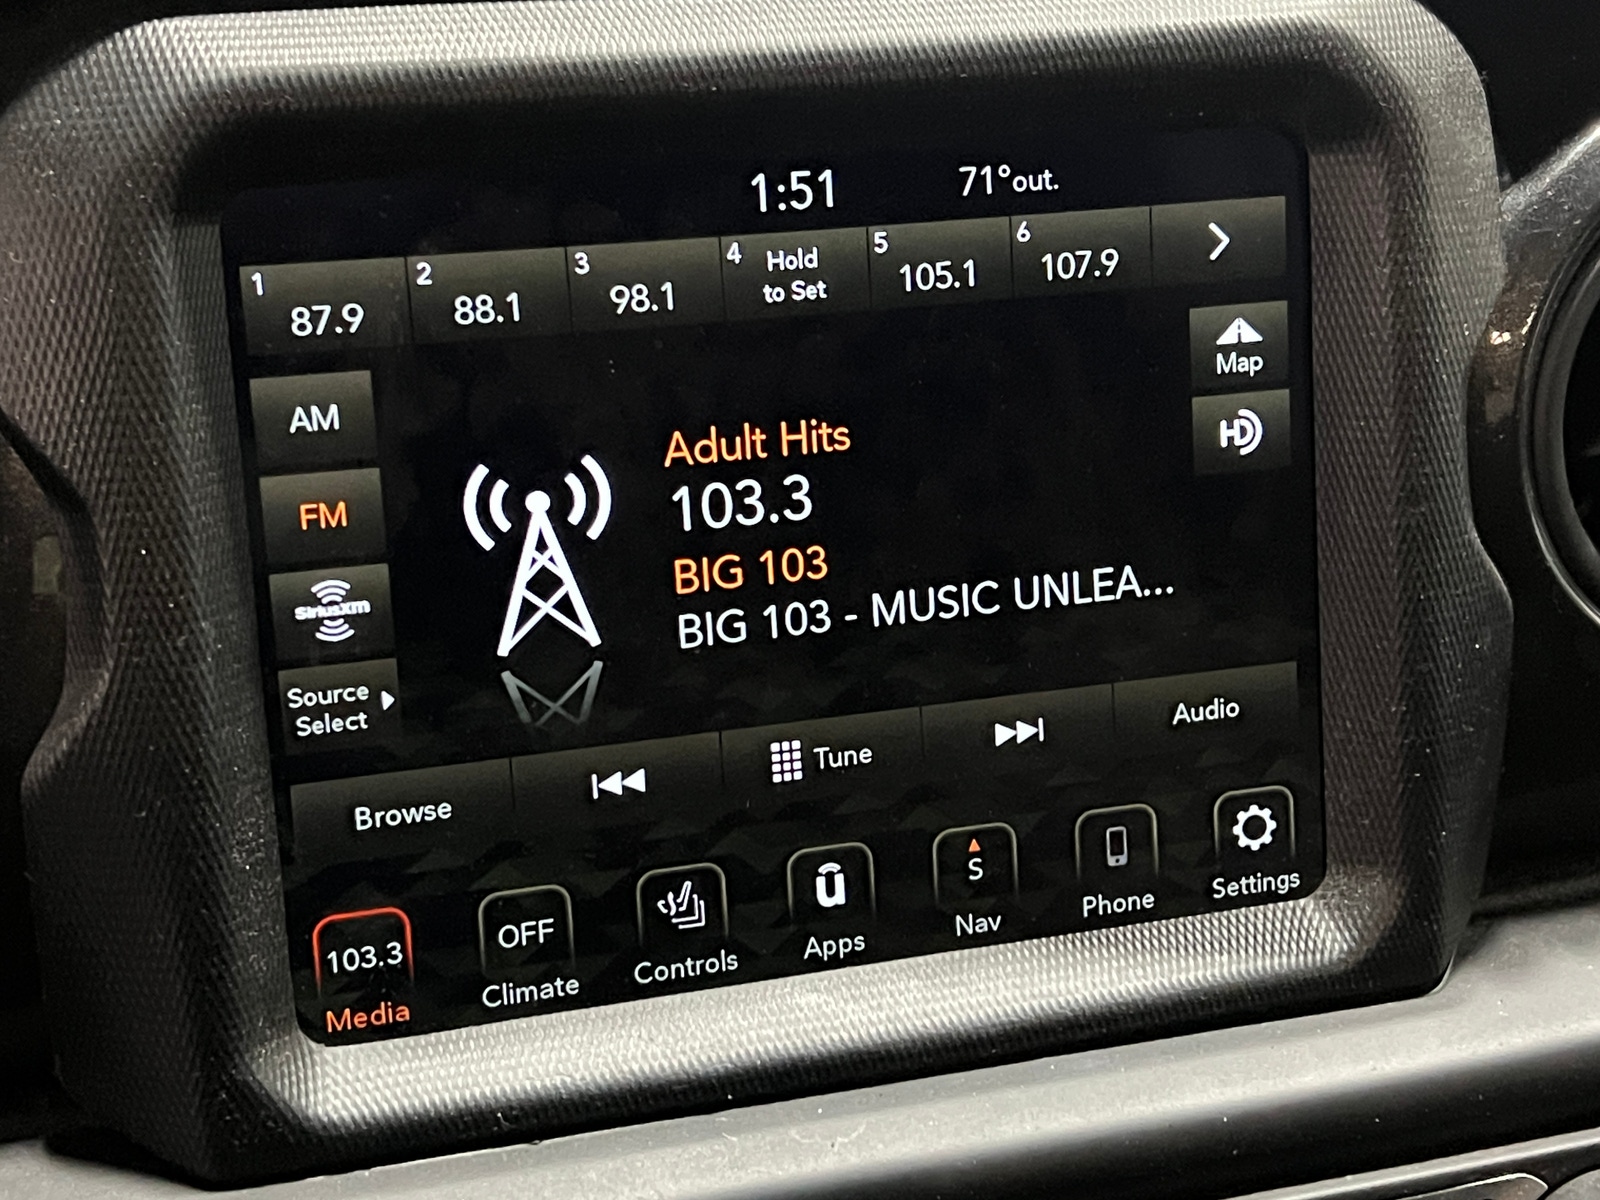 1:51 71°out.
1 87.9
2 88.1
3 98.1
4 Hold
to Set
5 105.1
6 107.9
Map
HD
AM
FM
SiriusXM
Source
Select
Adult Hits
103.3
BIG 103
BIG 103 - MUSIC UNLEA...
Browse
Tune
Audio
103.3
Media
OFF
Climate
Controls
u
Apps
S
Nav
Phone
Settings